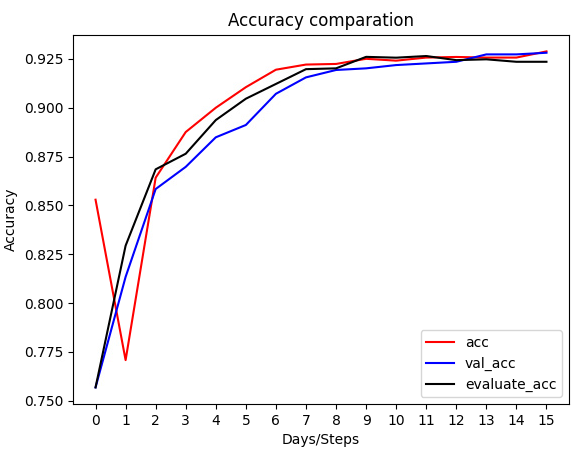 Accuracy comparation
0.925
0.900
0.875
0.850
0.825
0.800
0.775
0.750
Accuracy
0 1 2 3 4 5 6 7 8 9 10 11 12 13 14 15
Days/Steps
acc
val_acc
evaluate_acc